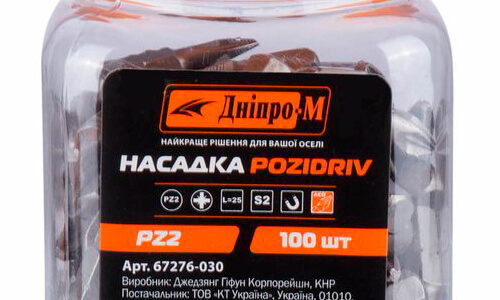 Дніпро-М
НАЙКРАЩЕ РІШЕННЯ ДЛЯ ВАШОЇ ОСЕЛІ
НАСАДКА POZIDRIV
PZ2 L=25 S2
PZ2 100 шт
Арт. 67276-030
Виробник: Джедзянг Гіфун Корпорейшн, КНР
Постачальник: ТОВ «КТ Україна», Україна, 01010,